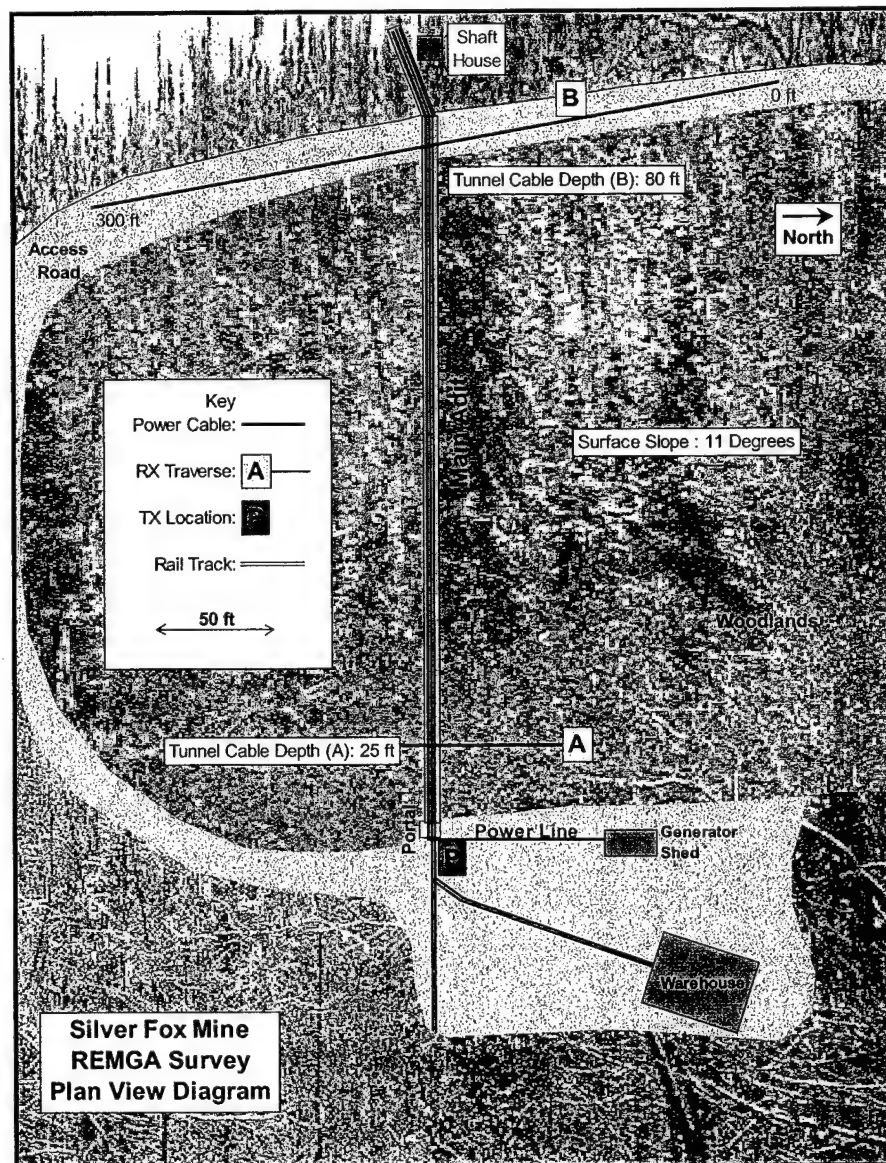 Shaft
House
B
0 ft
Tunnel Cable Depth (B): 80 ft
300 ft
North
Access
Road
Main Adit
Key
Power Cable:
RX Traverse: A
TX Location: P
Rail Track:
50 ft
Surface Slope : 11 Degrees
Woodlands
Tunnel Cable Depth (A): 25 ft
A
Portal
Power Line
Generator
Shed
P
Warehouse
Silver Fox Mine
REMGA Survey
Plan View Diagram